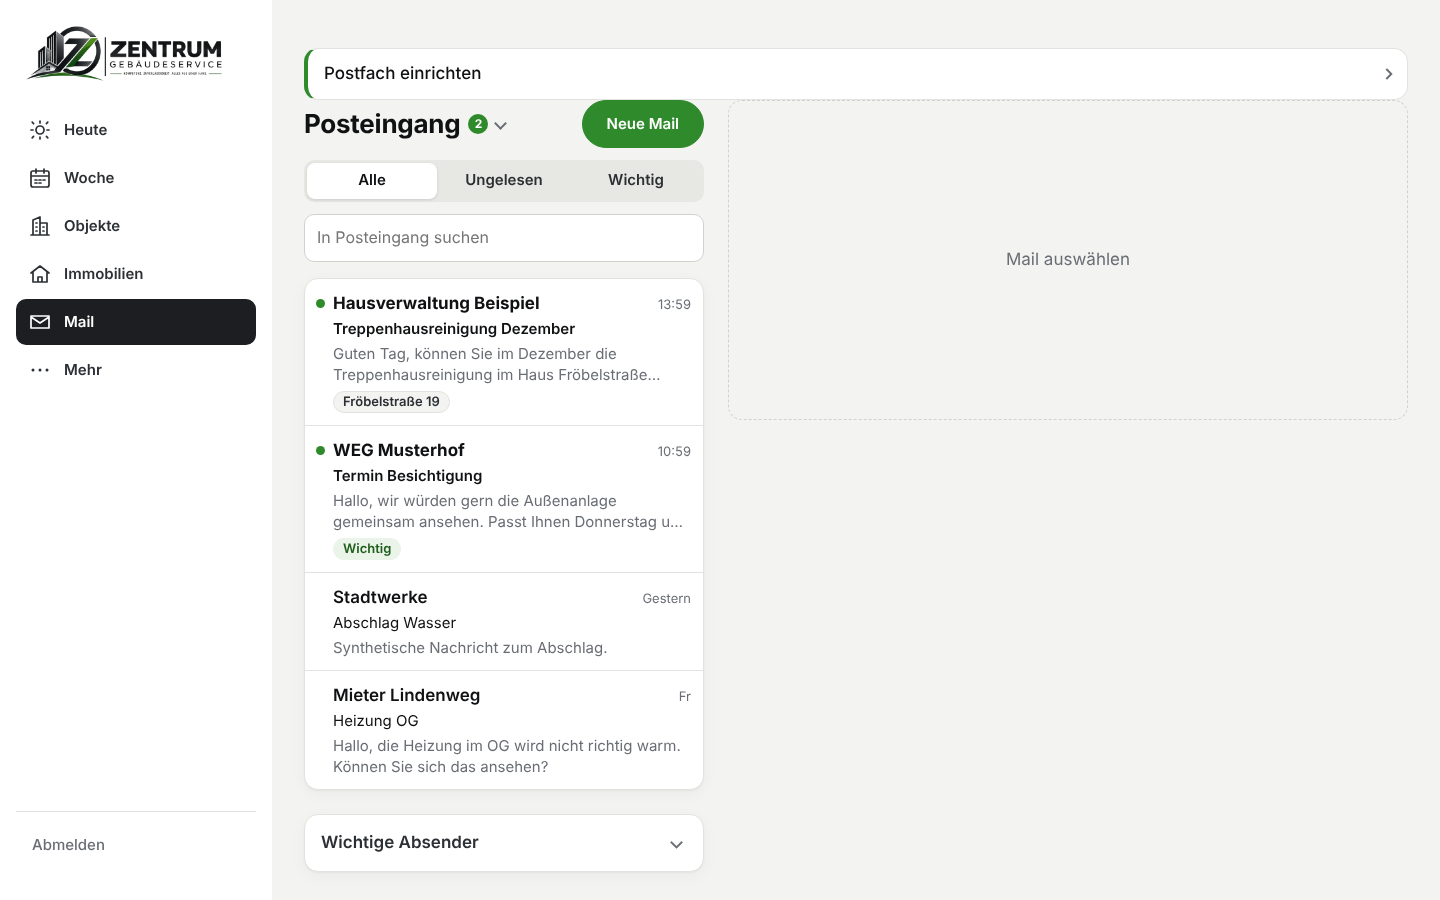 ZENTRUM
GEBÄUDESERVICE
Heute
Woche
Objekte
Immobilien
Mail
Mehr
Abmelden
Postfach einrichten
Posteingang 2
Neue Mail
Alle Ungelesen Wichtig
In Posteingang suchen
Hausverwaltung Beispiel 13:59
Treppenhausreinigung Dezember
Guten Tag, können Sie im Dezember die
Treppenhausreinigung im Haus Fröbelstraße...
Fröbelstraße 19
WEG Musterhof 10:59
Termin Besichtigung
Hallo, wir würden gern die Außenanlage
gemeinsam ansehen. Passt Ihnen Donnerstag u...
Wichtig
Stadtwerke Gestern
Abschlag Wasser
Synthetische Nachricht zum Abschlag.
Mieter Lindenweg Fr
Heizung OG
Hallo, die Heizung im OG wird nicht richtig warm.
Können Sie sich das ansehen?
Wichtige Absender
Mail auswählen